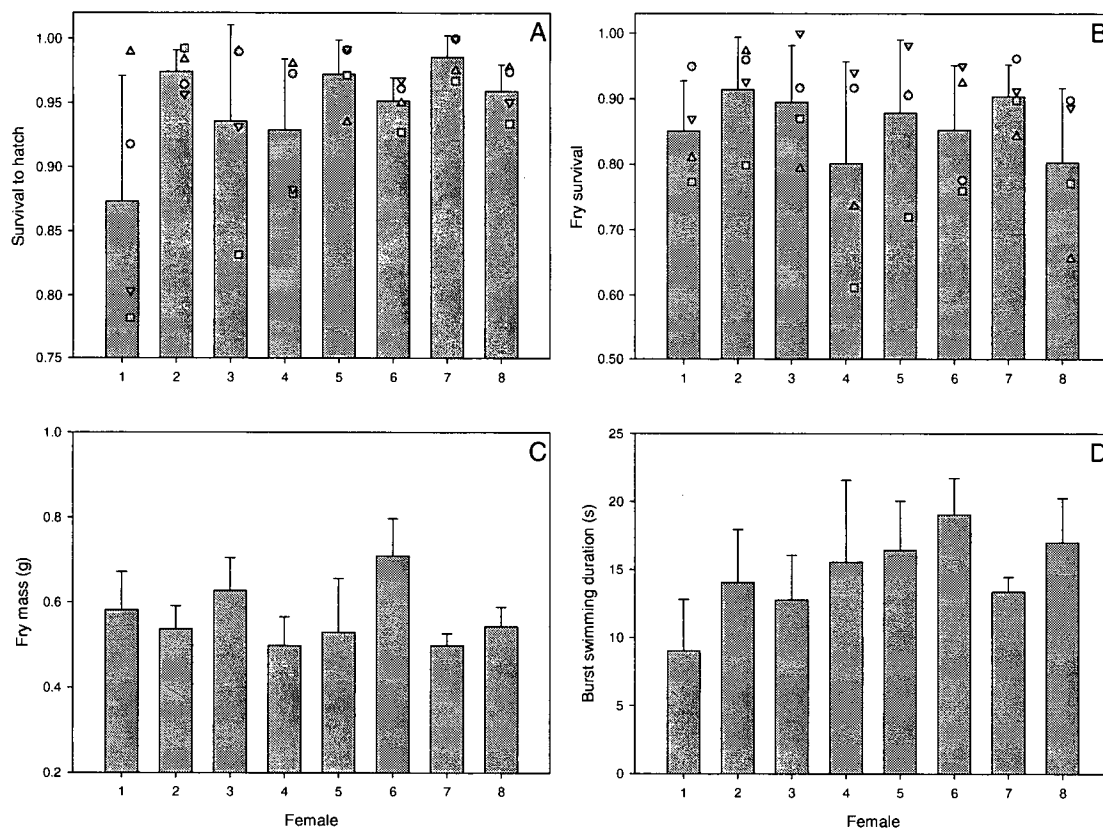 A
Survival to hatch
1.00
0.95
0.90
0.85
0.80
0.75
1 2 3 4 5 6 7 8
B
Fry survival
1.00
0.90
0.80
0.70
0.60
0.50
1 2 3 4 5 6 7 8
C
Fry mass (g)
1.0
0.8
0.6
0.4
0.2
1 2 3 4 5 6 7 8
Female
D
Burst swimming duration (s)
25
20
15
10
5
0
1 2 3 4 5 6 7 8
Female